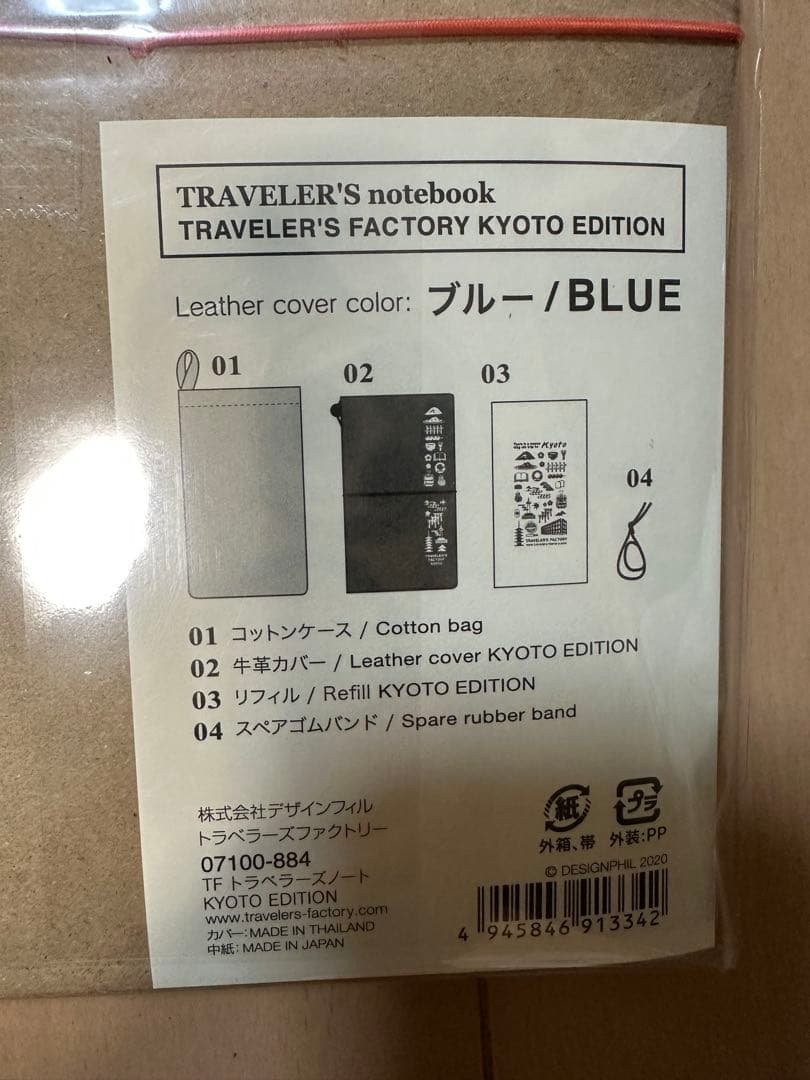 TRAVELER'S notebook
TRAVELER'S FACTORY KYOTO EDITION
Leather cover color: ブルー/BLUE
01
02
03
04
Kyoto
TRAVELER'S
FACTORY
TRAVELER'S FACTORY
01 コットンケース / Cotton bag
02 牛革カバー / Leather cover KYOTO EDITION
03 リフィル / Refill KYOTO EDITION
04 スペアゴムバンド / Spare rubber band
株式会社デザインフィル
トラベラーズファクトリー
07100-884
TF トラベラーズノート
KYOTO EDITION
www.travelers-factory.com
カバー:MADE IN THAILAND
中紙:MADE IN JAPAN
紙
プラ
外箱、帯
外装:PP
© DESIGNPHIL 2020
4 945846 913342